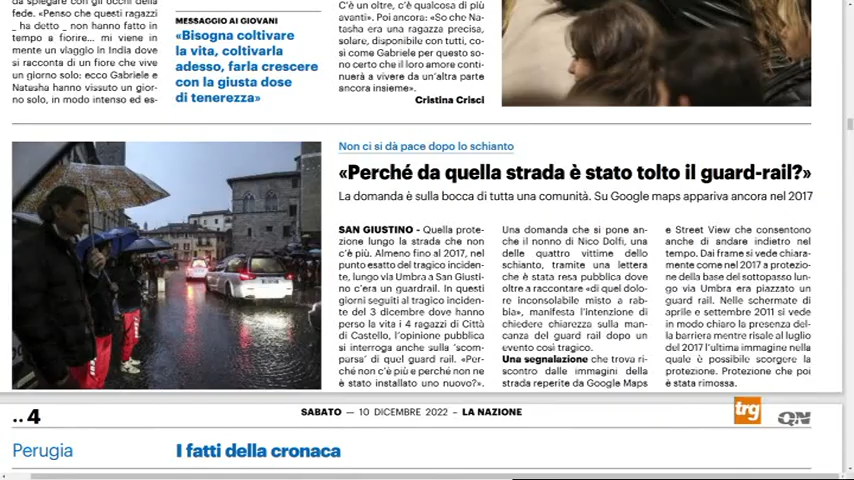 spiegare con gli occhi della
fede. «Penso che questi ragazzi
_ ha detto _ non hanno fatto in
tempo a fiorire... mi viene in
mente un viaggio in India dove
si racconta di un fiore che vive
un giorno solo: ecco Gabriele e
Natasha hanno vissuto un gior-
no solo, in modo intenso ed es-
MESSAGGIO AI GIOVANI
«Bisogna coltivare
la vita, coltivarla
adesso, farla crescere
con la giusta dose
di tenerezza»
C'è un oltre, c'è qualcosa di più
avanti». Poi ancora: «So che Na-
tasha era una ragazza precisa,
solare, disponibile con tutti, co-
sì come Gabriele per questo so-
no certo che il loro amore conti-
nuerà a vivere da un'altra parte
ancora insieme».
Cristina Crisci
Non ci si dà pace dopo lo schianto
«Perché da quella strada è stato tolto il guard-rail?»
La domanda è sulla bocca di tutta una comunità. Su Google maps appariva ancora nel 2017
SAN GIUSTINO - Quella prote-
zione lungo la strada che non
c'è più. Almeno fino al 2017, nel
punto esatto del tragico inciden-
te, lungo via Umbra a San Giusti-
no c'era un guardrail. In questi
giorni seguiti al tragico inciden-
te del 3 dicembre dove hanno
perso la vita i 4 ragazzi di Città
di Castello, l'opinione pubblica
si interroga anche sulla 'scom-
parsa' di quel guard rail. «Per-
ché non c'è più e perché non ne
è stato installato uno nuovo?».
Una domanda che si pone an-
che il nonno di Nico Dolfi, una
delle quattro vittime dello
schianto, tramite una lettera
che è stata resa pubblica dove
oltre a raccontare «di quel dolo-
re inconsolabile misto a rab-
bia», manifesta l'intenzione di
chiedere chiarezza sulla man-
canza del guard rail dopo un
evento così tragico.
Una segnalazione che trova ri-
scontro dalle immagini della
strada reperite da Google Maps
e Street View che consentono
anche di andare indietro nel
tempo. Dai frame si vede chiara-
mente come nel 2017 a protezio-
ne della base del sottopasso lun-
go via Umbra era piazzato un
guard rail. Nelle schermate di
aprile e settembre 2011 si vede
in modo chiaro la presenza del-
la barriera mentre risale al luglio
del 2017 l'ultima immagine nella
quale è possibile scorgere la
protezione. Protezione che poi
è stata rimossa.
..4
SABATO — 10 DICEMBRE 2022 – LA NAZIONE
trg
QN
Perugia
I fatti della cronaca